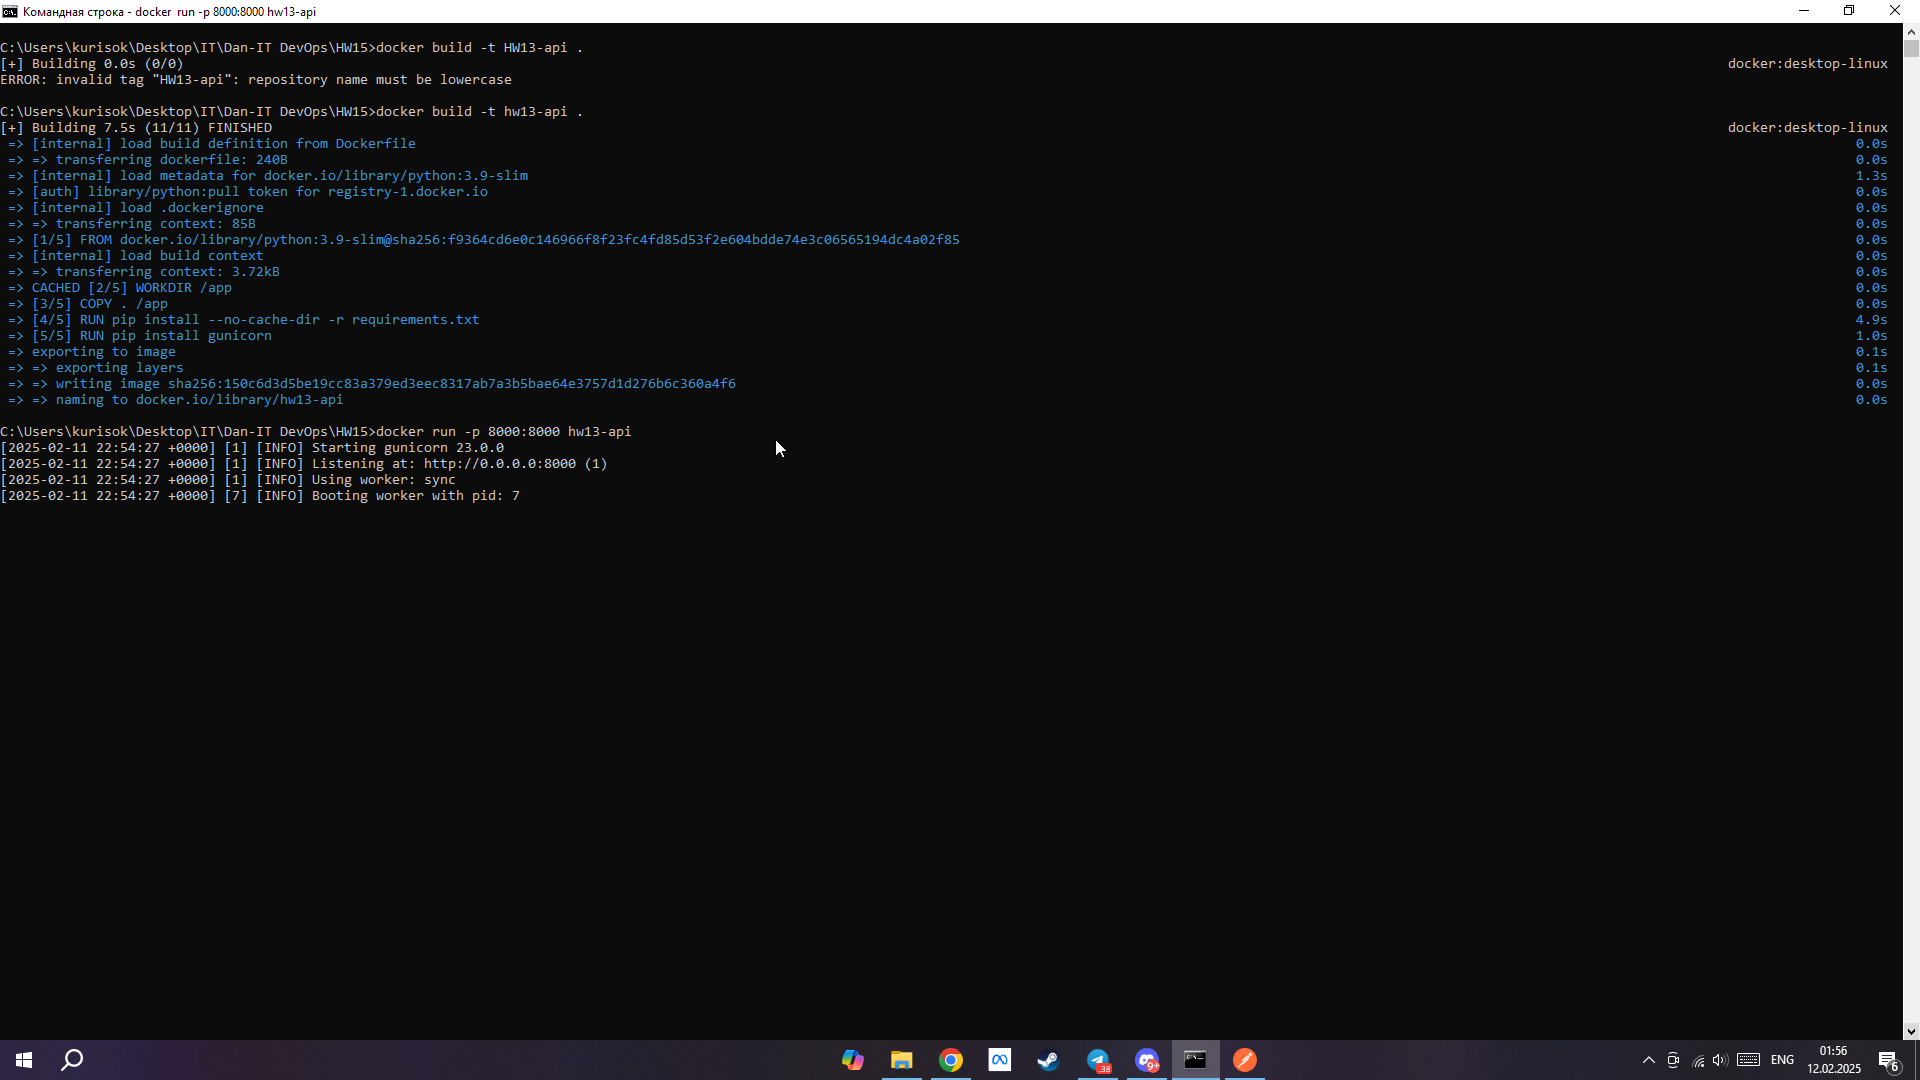 Командная строка - docker run -p 8000:8000 hw13-api
C:\Users\kurisok\Desktop\IT\Dan-IT DevOps\HW15>docker build -t HW13-api .
[+] Building 0.0s (0/0) docker:desktop-linux
ERROR: invalid tag "HW13-api": repository name must be lowercase
C:\Users\kurisok\Desktop\IT\Dan-IT DevOps\HW15>docker build -t hw13-api .
[+] Building 7.5s (11/11) FINISHED docker:desktop-linux
=> [internal] load build definition from Dockerfile 0.0s
=> => transferring dockerfile: 240B 0.0s
=> [internal] load metadata for docker.io/library/python:3.9-slim 1.3s
=> [auth] library/python:pull token for registry-1.docker.io 0.0s
=> [internal] load .dockerignore 0.0s
=> => transferring context: 85B 0.0s
=> [1/5] FROM docker.io/library/python:3.9-slim@sha256:f9364cd6e0c146966f8f23fc4fd85d53f2e604bdde74e3c06565194dc4a02f85 0.0s
=> [internal] load build context 0.0s
=> => transferring context: 3.72kB 0.0s
=> CACHED [2/5] WORKDIR /app 0.0s
=> [3/5] COPY . /app 0.0s
=> [4/5] RUN pip install --no-cache-dir -r requirements.txt 4.9s
=> [5/5] RUN pip install gunicorn 1.0s
=> exporting to image 0.1s
=> => exporting layers 0.1s
=> => writing image sha256:150c6d3d5be19cc83a379ed3eec8317ab7a3b5bae64e3757d1d276b6c360a4f6 0.0s
=> => naming to docker.io/library/hw13-api 0.0s
C:\Users\kurisok\Desktop\IT\Dan-IT DevOps\HW15>docker run -p 8000:8000 hw13-api
[2025-02-11 22:54:27 +0000] [1] [INFO] Starting gunicorn 23.0.0
[2025-02-11 22:54:27 +0000] [1] [INFO] Listening at: http://0.0.0.0:8000 (1)
[2025-02-11 22:54:27 +0000] [1] [INFO] Using worker: sync
[2025-02-11 22:54:27 +0000] [7] [INFO] Booting worker with pid: 7
38
9+
ENG
01:56
12.02.2025
6